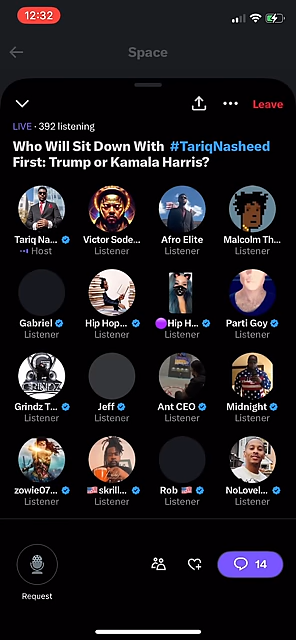 12:32
Space
Leave
LIVE · 392 listening
Who Will Sit Down With #TariqNasheed
First: Trump or Kamala Harris?
Tariq Na... Victor Sode... Afro Elite Malcolm Th...
Host Listener Listener Listener
Gabriel Hip Hop... Hip H... Parti Goy
Listener Listener Listener Listener
GRINDZ
Grindz T... Jeff Ant CEO Midnight
Listener Listener Listener Listener
zowie07... 🇺🇸skrill... Rob 🇺🇸 NoLovel...
Listener Listener Listener Listener
14
Request